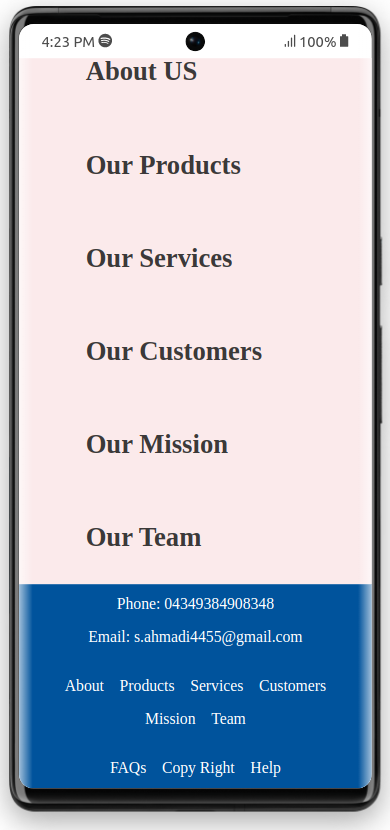 4:23 PM 100%
About US
Our Products
Our Services
Our Customers
Our Mission
Our Team
Phone: 04349384908348
Email: s.ahmadi4455@gmail.com
About Products Services Customers
Mission Team
FAQs Copy Right Help